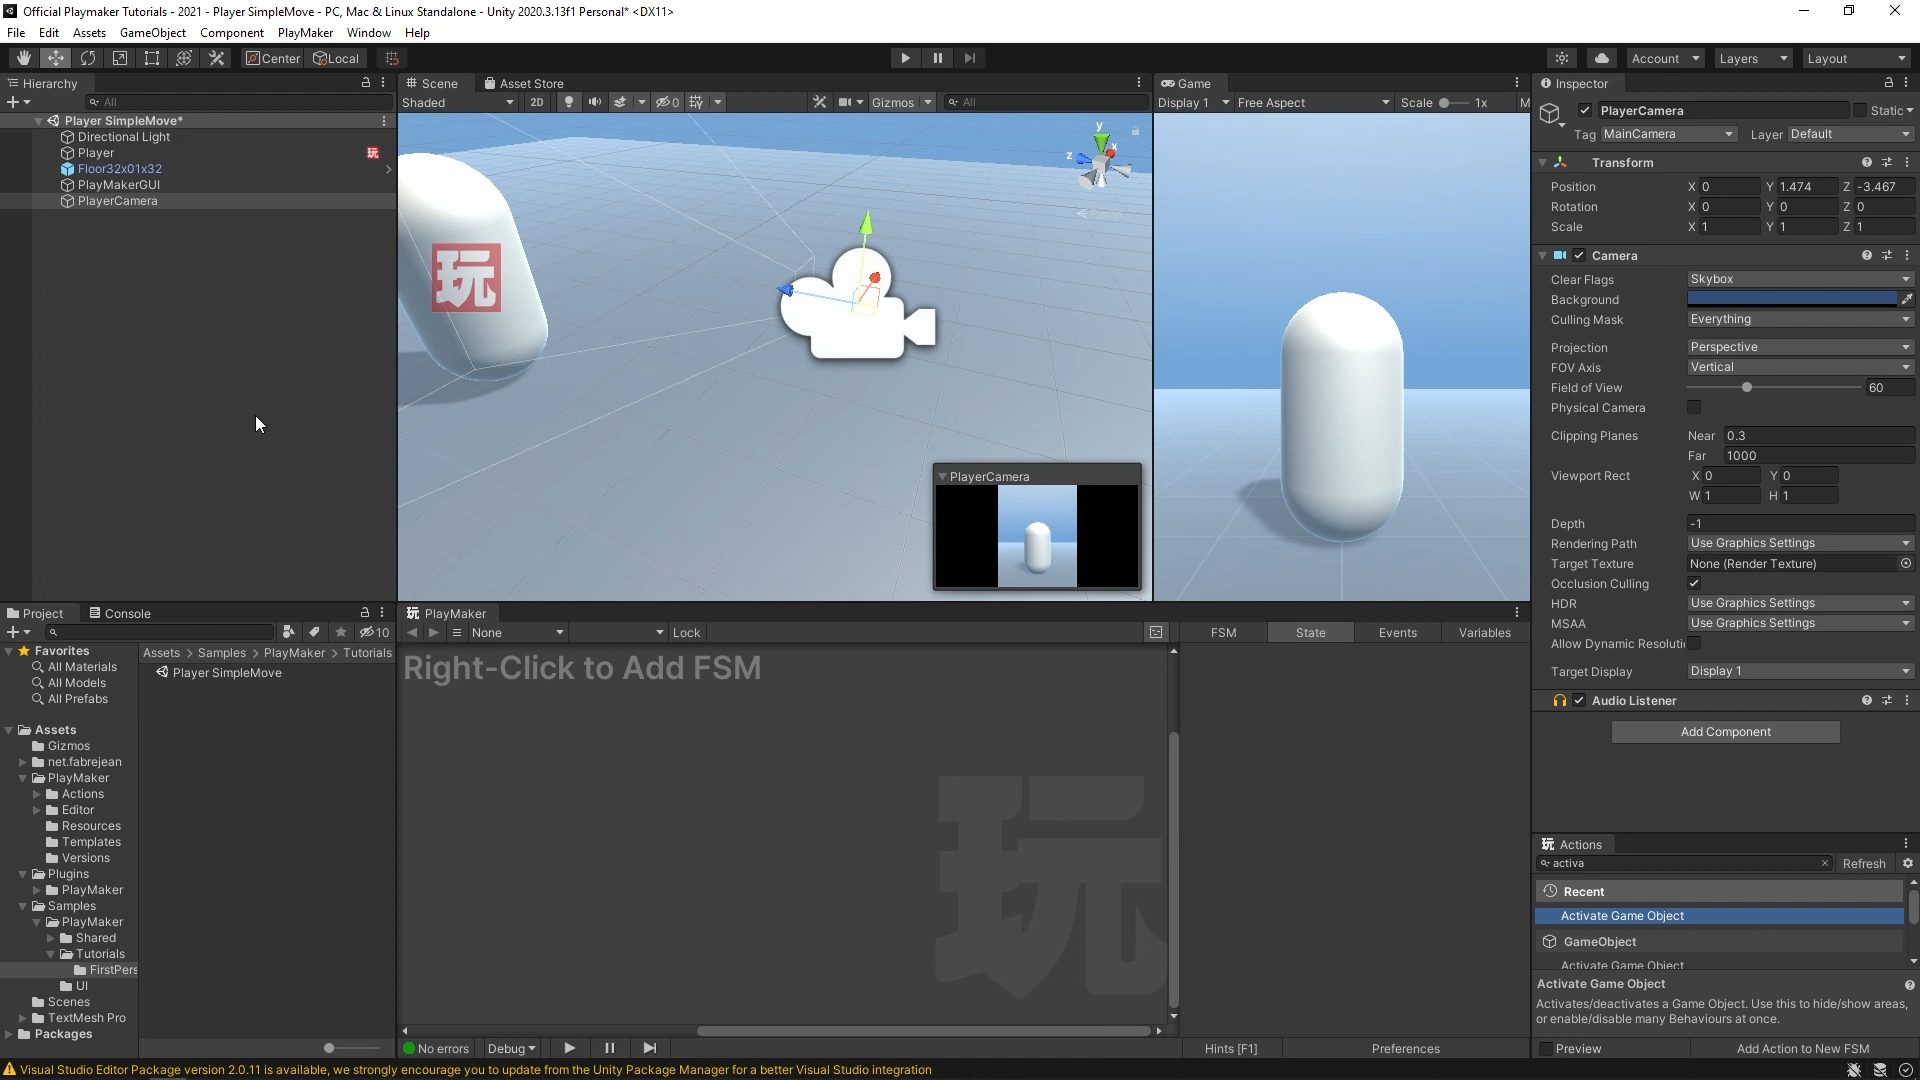 Official Playmaker Tutorials - 2021 - Player SimpleMove - PC, Mac & Linux Standalone - Unity 2020.3.13f1 Personal* <DX11>
File Edit Assets GameObject Component PlayMaker Window Help
Center Local Account Layers Layout
Hierarchy
All
Player SimpleMove*
Directional Light
Player 玩
Floor32x01x32
PlayMakerGUI
PlayerCamera
Scene Asset Store
Shaded 2D 0 Gizmos All
y
x
z
Persp
玩
PlayerCamera
Game
Display 1 Free Aspect Scale 1x M
Inspector
PlayerCamera Static
Tag MainCamera Layer Default
Transform
Position X 0 Y 1.474 Z -3.467
Rotation X 0 Y 0 Z 0
Scale X 1 Y 1 Z 1
Camera
Clear Flags Skybox
Background
Culling Mask Everything
Projection Perspective
FOV Axis Vertical
Field of View 60
Physical Camera
Clipping Planes Near 0.3
Far 1000
Viewport Rect X 0 Y 0
W 1 H 1
Depth -1
Rendering Path Use Graphics Settings
Target Texture None (Render Texture)
Occlusion Culling
HDR Use Graphics Settings
MSAA Use Graphics Settings
Allow Dynamic Resoluti
Target Display Display 1
Audio Listener
Add Component
Project Console
10
Favorites
All Materials
All Models
All Prefabs
Assets
Gizmos
net.fabrejean
PlayMaker
Actions
Editor
Resources
Templates
Versions
Plugins
PlayMaker
Samples
PlayMaker
Shared
Tutorials
FirstPers
UI
Scenes
TextMesh Pro
Packages
Assets > Samples > PlayMaker > Tutorials
Player SimpleMove
玩 PlayMaker
None Lock
FSM State Events Variables
Right-Click to Add FSM
玩
No errors Debug
Hints [F1] Preferences
玩 Actions
activa Refresh
Recent
Activate Game Object
GameObject
Activate Game Object
Activate Game Object
Activates/deactivates a Game Object. Use this to hide/show areas,
or enable/disable many Behaviours at once.
Preview Add Action to New FSM
Visual Studio Editor Package version 2.0.11 is available, we strongly encourage you to update from the Unity Package Manager for a better Visual Studio integration